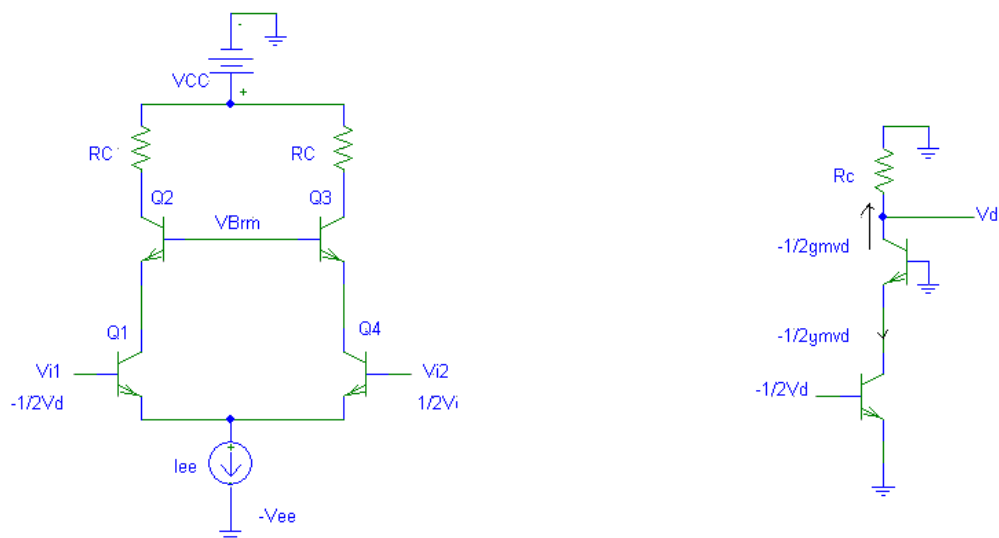 -
VCC
+
RC
RC
Q2
Q3
VBrm
Q1
Q4
Vi1
Vi2
-1/2Vd
1/2Vi
+
Iee
-Vee
Rc
Vd
-1/2gmvd
-1/2gmvd
-1/2Vd